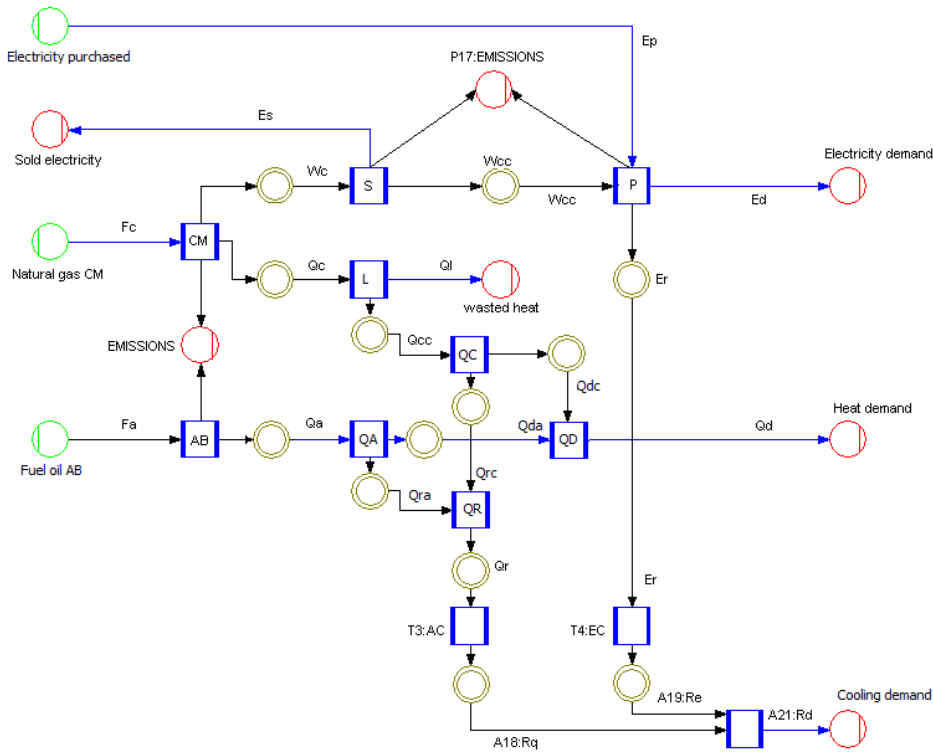 Ep
Electricity purchased
P17:EMISSIONS
Es
Sold electricity
Electricity demand
Wc
S
Wcc
Wcc
P
Ed
Fc
CM
Natural gas CM
Qc
L
Ql
wasted heat
Er
EMISSIONS
Qcc
QC
Qdc
Heat demand
Fa
AB
Fuel oil AB
Qa
QA
Qda
QD
Qd
Qrc
Qra
QR
Qr
Er
T3:AC
T4:EC
A19:Re
Cooling demand
A21:Rd
A18:Rq